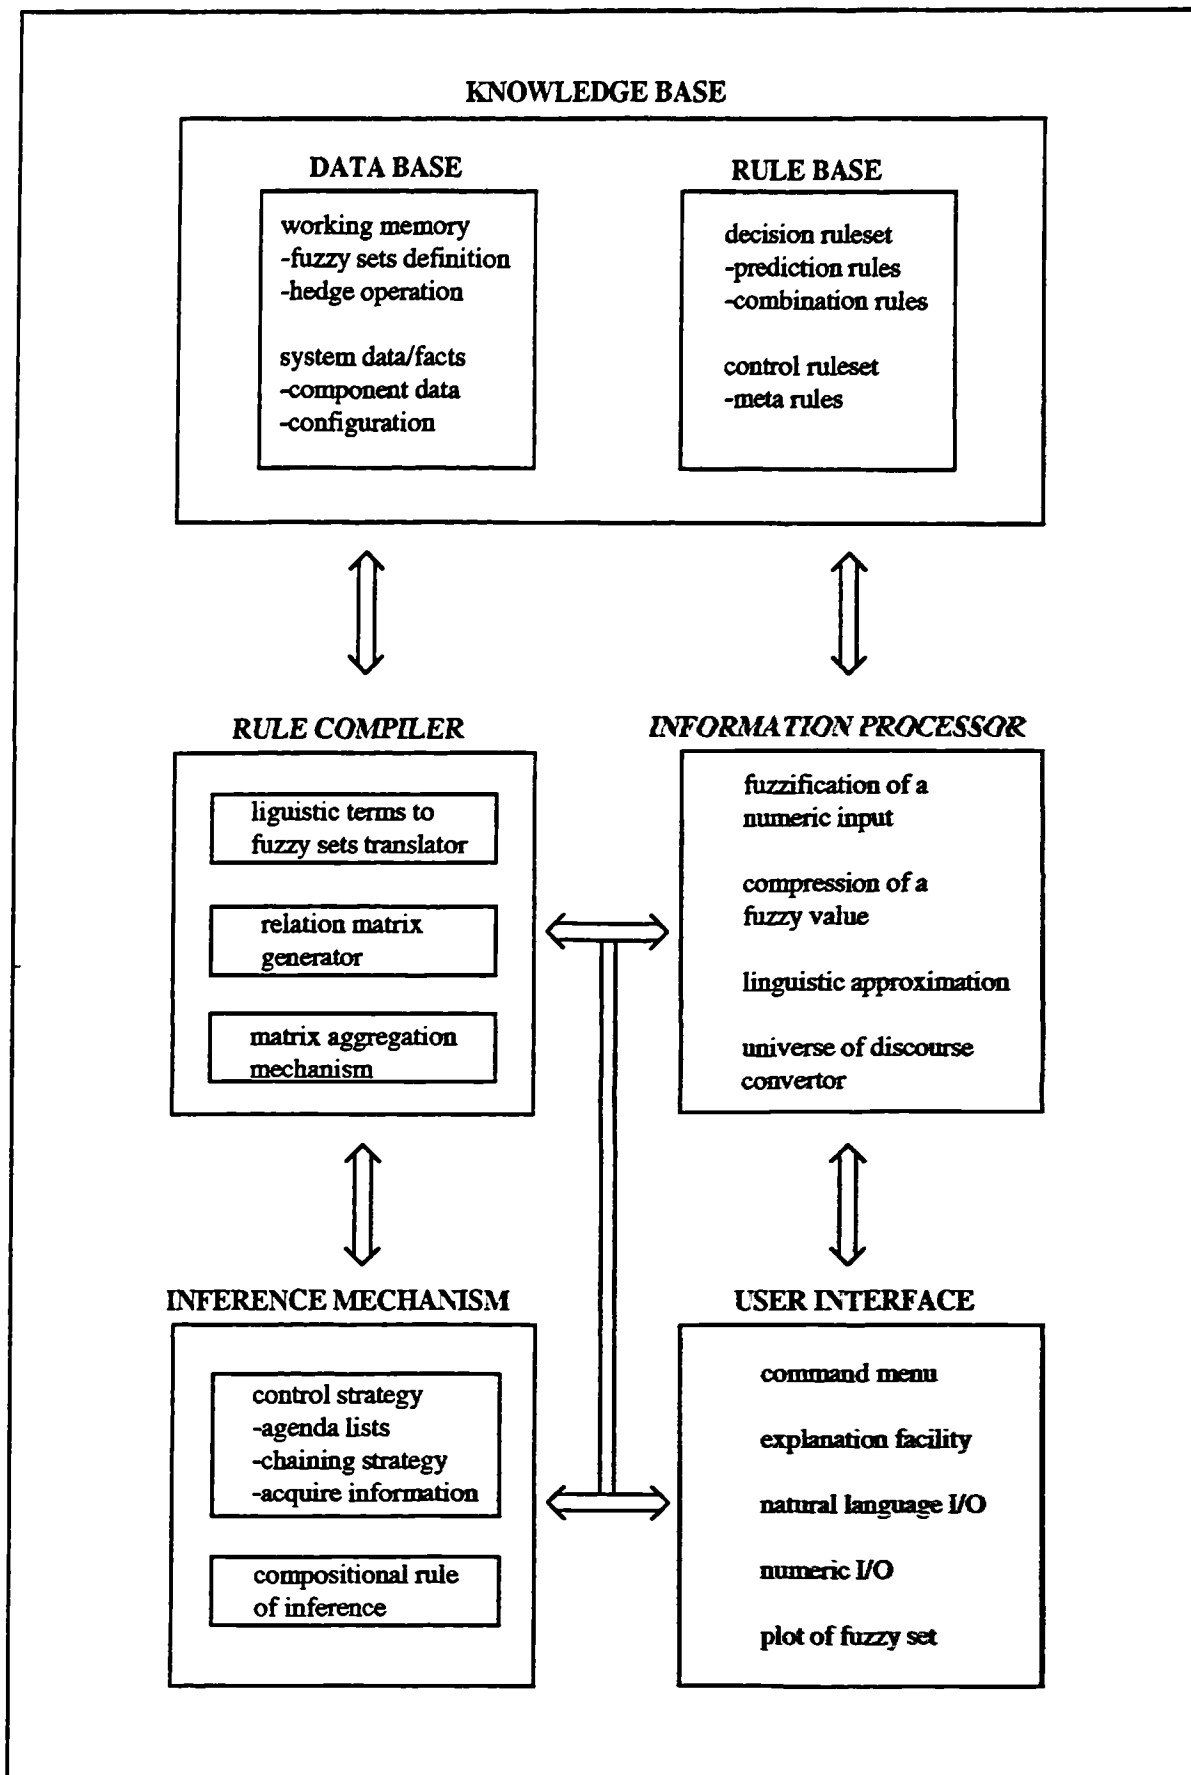 KNOWLEDGE BASE
DATA BASE
working memory
-fuzzy sets definition
-hedge operation
system data/facts
-component data
-configuration
RULE BASE
decision ruleset
-prediction rules
-combination rules
control ruleset
-meta rules
RULE COMPILER
liguistic terms to
fuzzy sets translator
relation matrix
generator
matrix aggregation
mechanism
INFORMATION PROCESSOR
fuzzification of a
numeric input
compression of a
fuzzy value
linguistic approximation
universe of discourse
convertor
INFERENCE MECHANISM
control strategy
-agenda lists
-chaining strategy
-acquire information
compositional rule
of inference
USER INTERFACE
command menu
explanation facility
natural language I/O
numeric I/O
plot of fuzzy set